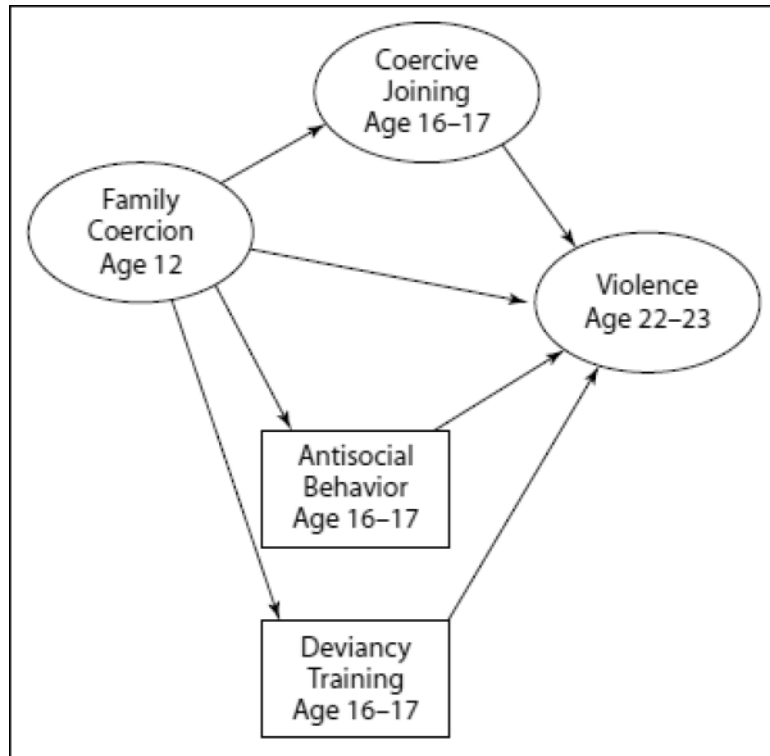 Coercive
Joining
Age 16–17
Family
Coercion
Age 12
Violence
Age 22–23
Antisocial
Behavior
Age 16–17
Deviancy
Training
Age 16–17